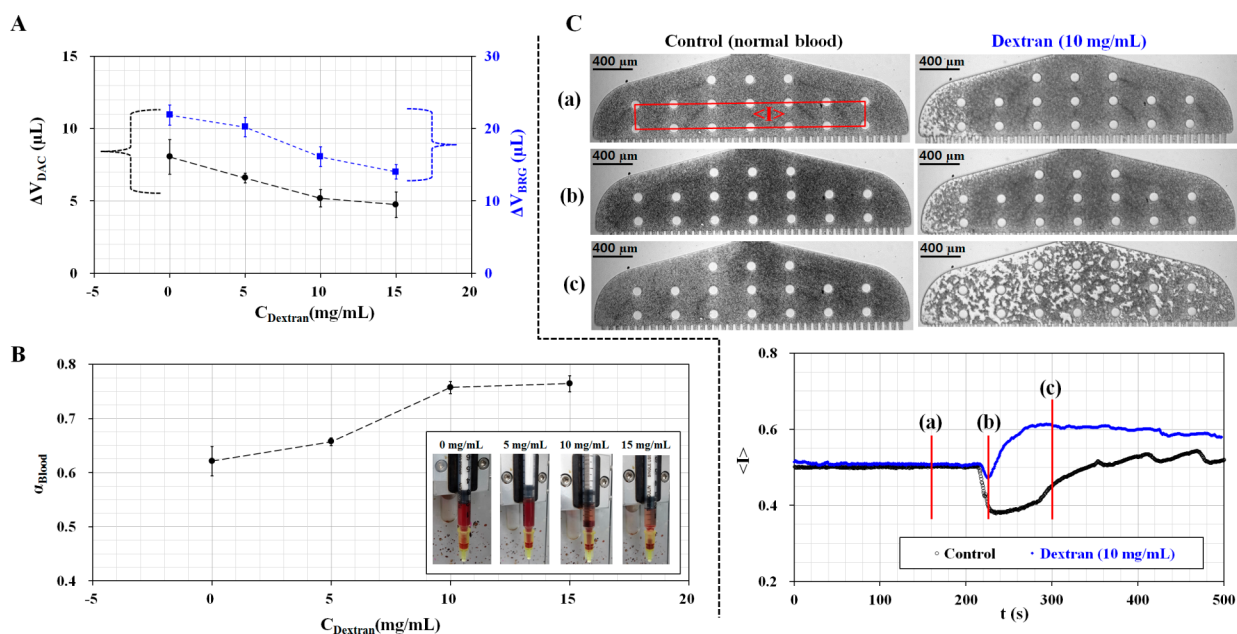 A
15
10
5
0
ΔV_DAC (µL)
30
20
10
0
ΔV_BRG (µL)
-5
0
5
10
15
20
C_Dextran(mg/mL)
B
0.8
0.7
0.6
0.5
0.4
α_Blood
0 mg/mL
5 mg/mL
10 mg/mL
15 mg/mL
-5
0
5
10
15
20
C_Dextran(mg/mL)
C
Control (normal blood)
Dextran (10 mg/mL)
(a)
400 µm
<I>
400 µm
(b)
400 µm
400 µm
(c)
400 µm
400 µm
0.8
0.6
0.4
0.2
<I>
(a)
(b)
(c)
Control
Dextran (10 mg/mL)
0
100
200
300
400
500
t (s)